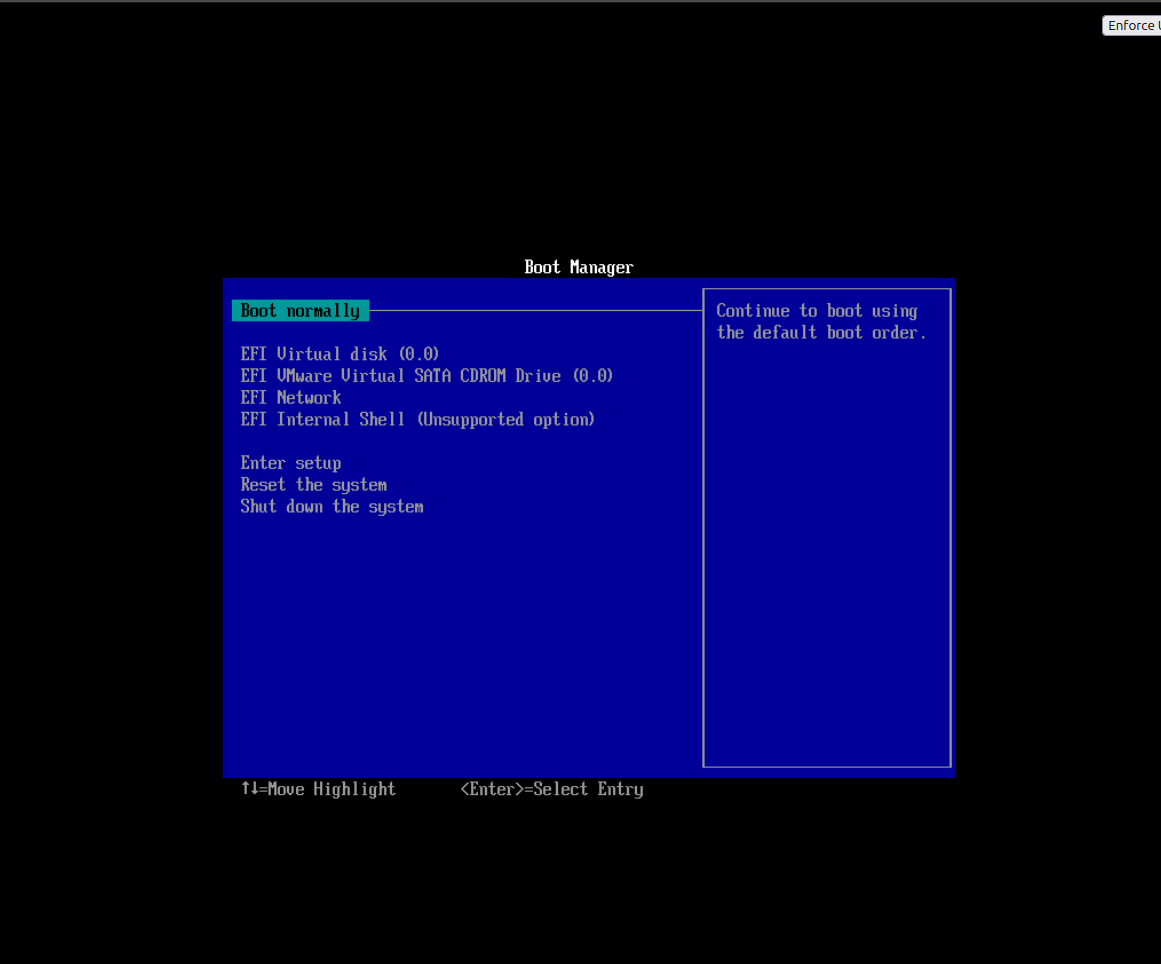 Enforce
Boot Manager
Boot normally
Continue to boot using
the default boot order.
EFI Virtual disk (0.0)
EFI VMware Virtual SATA CDROM Drive (0.0)
EFI Network
EFI Internal Shell (Unsupported option)
Enter setup
Reset the system
Shut down the system
↑↓=Move Highlight <Enter>=Select Entry